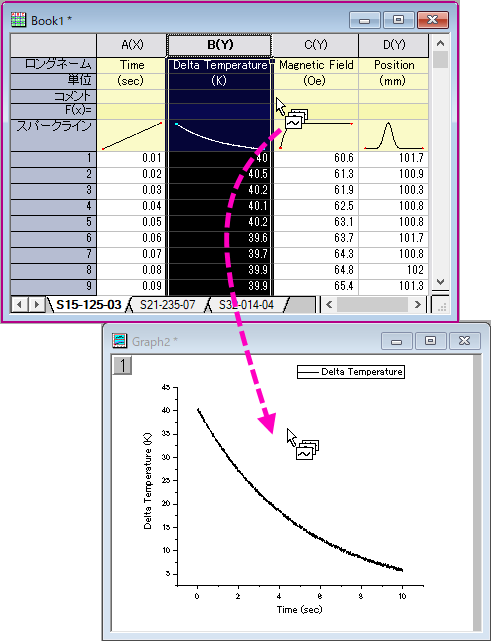 Book1 *
A(X) B(Y) C(Y) D(Y)
ロングネーム Time Delta Temperature Magnetic Field Position
単位 (sec) (K) (Oe) (mm)
コメント
F(x)=
スパークライン
1 0.01 40 60.6 101.7
2 0.02 40.5 61.3 100.9
3 0.03 40.2 61.9 100.3
4 0.04 40.1 62.5 100.8
5 0.05 40.2 63.1 100.8
6 0.06 39.6 63.7 101.7
7 0.07 39.7 64.3 100.8
8 0.08 39.9 64.8 102
9 0.09 39.9 65.4 101.3
S15-125-03 S21-235-07 S32-014-04
Graph2 *
1
Delta Temperature
45
40
35
30
25
20
15
10
5
Delta Temperature (K)
0 2 4 6 8 10
Time (sec)